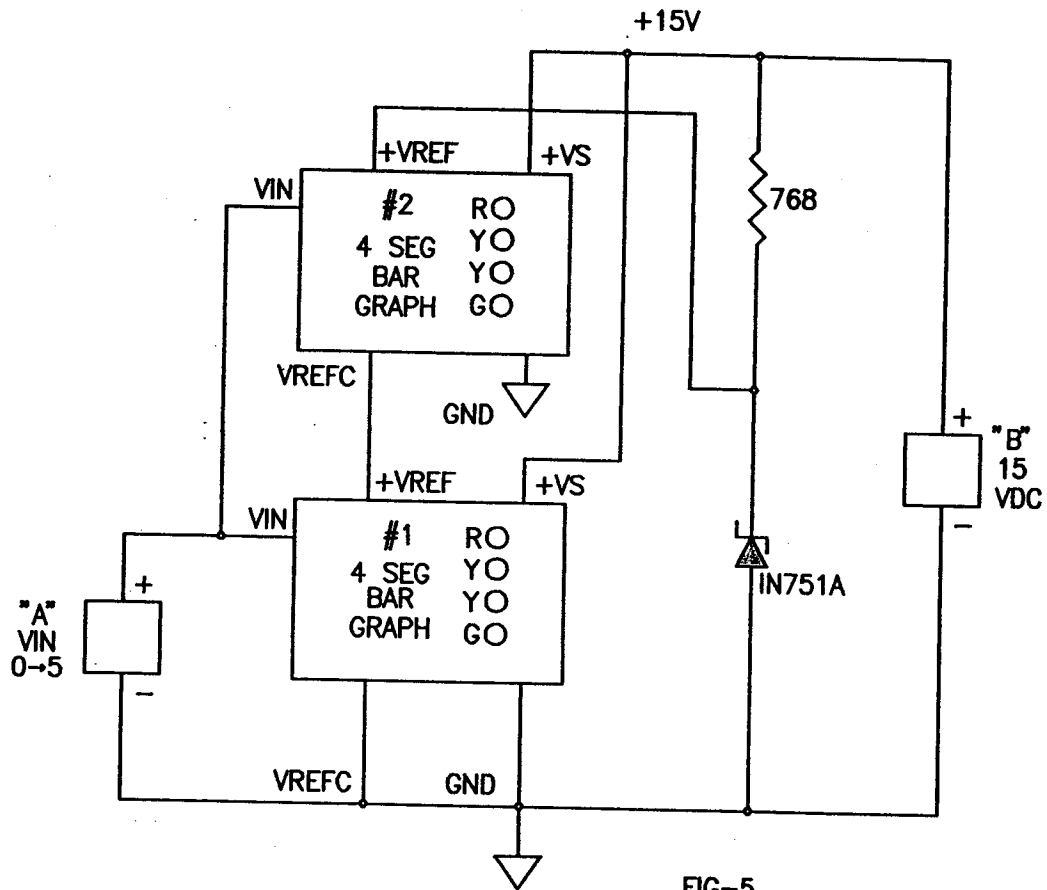 +15V
+VREF
+VS
VIN
#2
4 SEG
BAR
GRAPH
RO
YO
YO
GO
768
VREFC
GND
+VREF
+VS
VIN
#1
4 SEG
BAR
GRAPH
RO
YO
YO
GO
IN751A
+
"B"
15
VDC
−
+
"A"
VIN
0→5
−
VREFC
GND
FIG-5